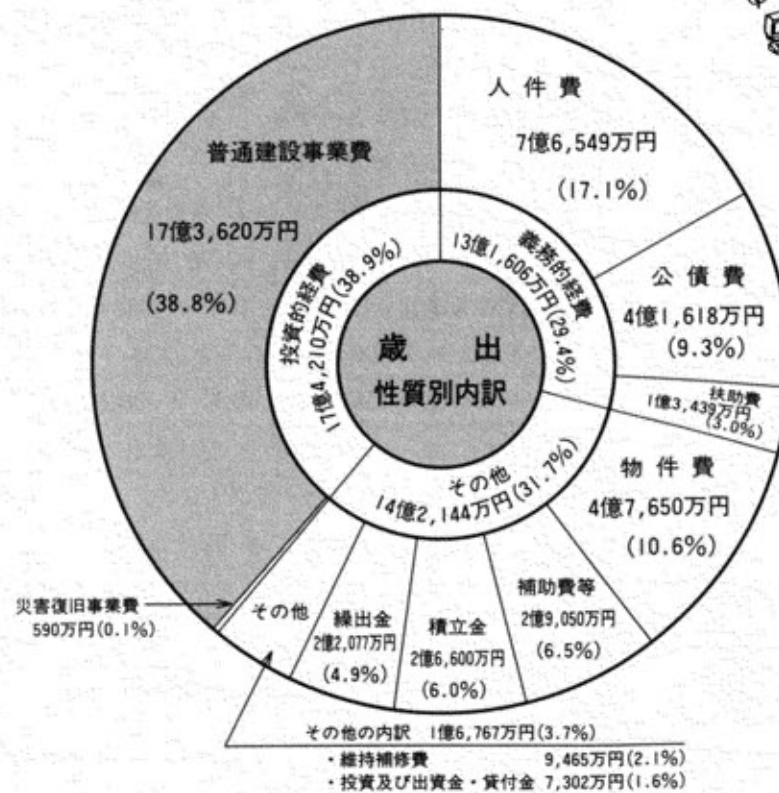 歳出
性質別内訳
義務的経費
13億1,606万円(29.4%)
人件費
7億6,549万円
(17.1%)
公債費
4億1,618万円
(9.3%)
扶助費
1億3,439万円
(3.0%)
その他
14億2,144万円(31.7%)
物件費
4億7,650万円
(10.6%)
補助費等
2億9,050万円
(6.5%)
積立金
2億6,600万円
(6.0%)
繰出金
2億2,077万円
(4.9%)
その他
その他の内訳 1億6,767万円(3.7%)
・維持補修費 9,465万円(2.1%)
・投資及び出資金・貸付金 7,302万円(1.6%)
投資的経費
17億4,210万円(38.9%)
災害復旧事業費
590万円(0.1%)
普通建設事業費
17億3,620万円
(38.8%)